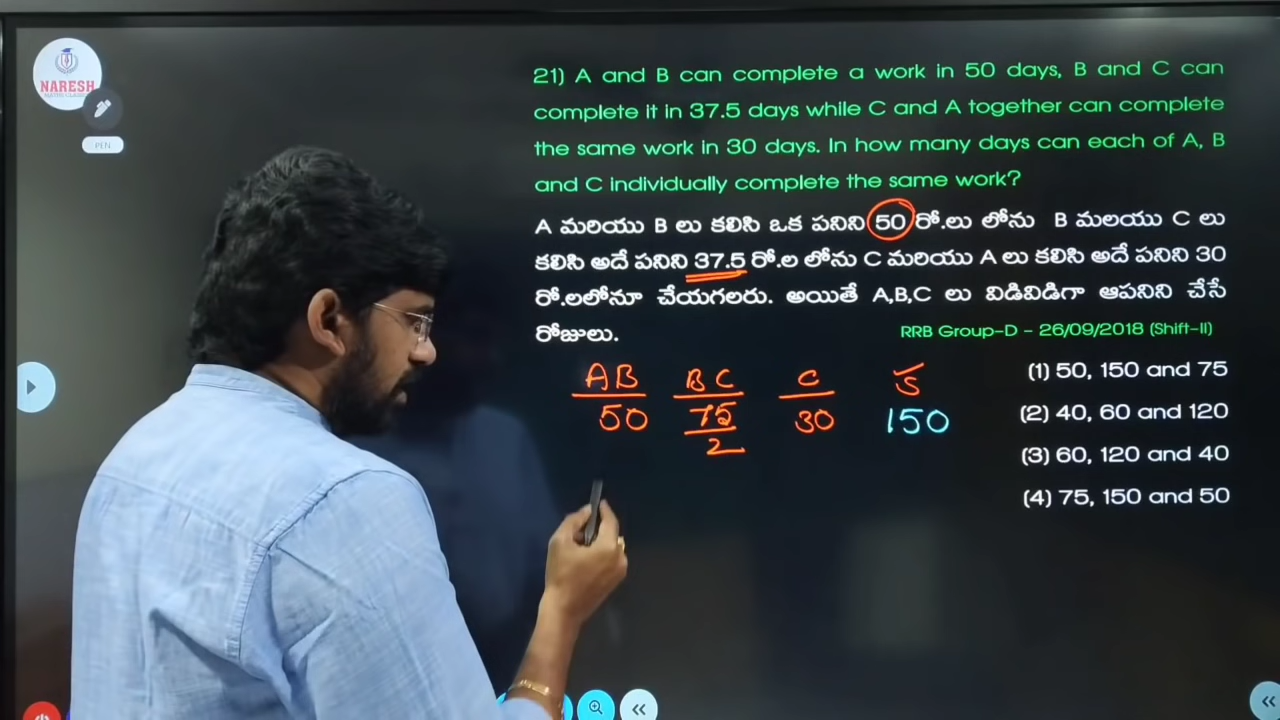 NARESH
MATHS CLASSES
PEN
21) A and B can complete a work in 50 days, B and C can
complete it in 37.5 days while C and A together can complete
the same work in 30 days. In how many days can each of A, B
and C individually complete the same work?
A మరియు B లు కలిసి ఒక పనిని 50 రో.లు లోను B మలయు C లు
కలిసి అదే పనిని 37.5 రో.ల లోను C మరియు A లు కలిసి అదే పనిని 30
రో.లలోనూ చేయగలరు. అయితే A,B,C లు విడివిడిగా ఆపనిని చేసే
రోజులు.
RRB Group-D - 26/09/2018 (Shift-II)
AB BC C 5
50 75/2 30 150
(1) 50, 150 and 75
(2) 40, 60 and 120
(3) 60, 120 and 40
(4) 75, 150 and 50